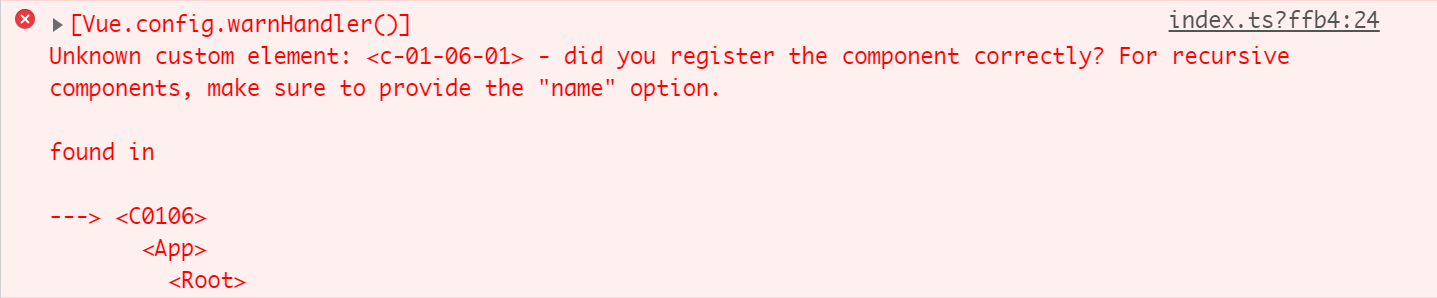 [Vue.config.warnHandler()] index.ts?ffb4:24
Unknown custom element: <c-01-06-01> - did you register the component correctly? For recursive
components, make sure to provide the "name" option.
found in
---> <C0106>
<App>
<Root>